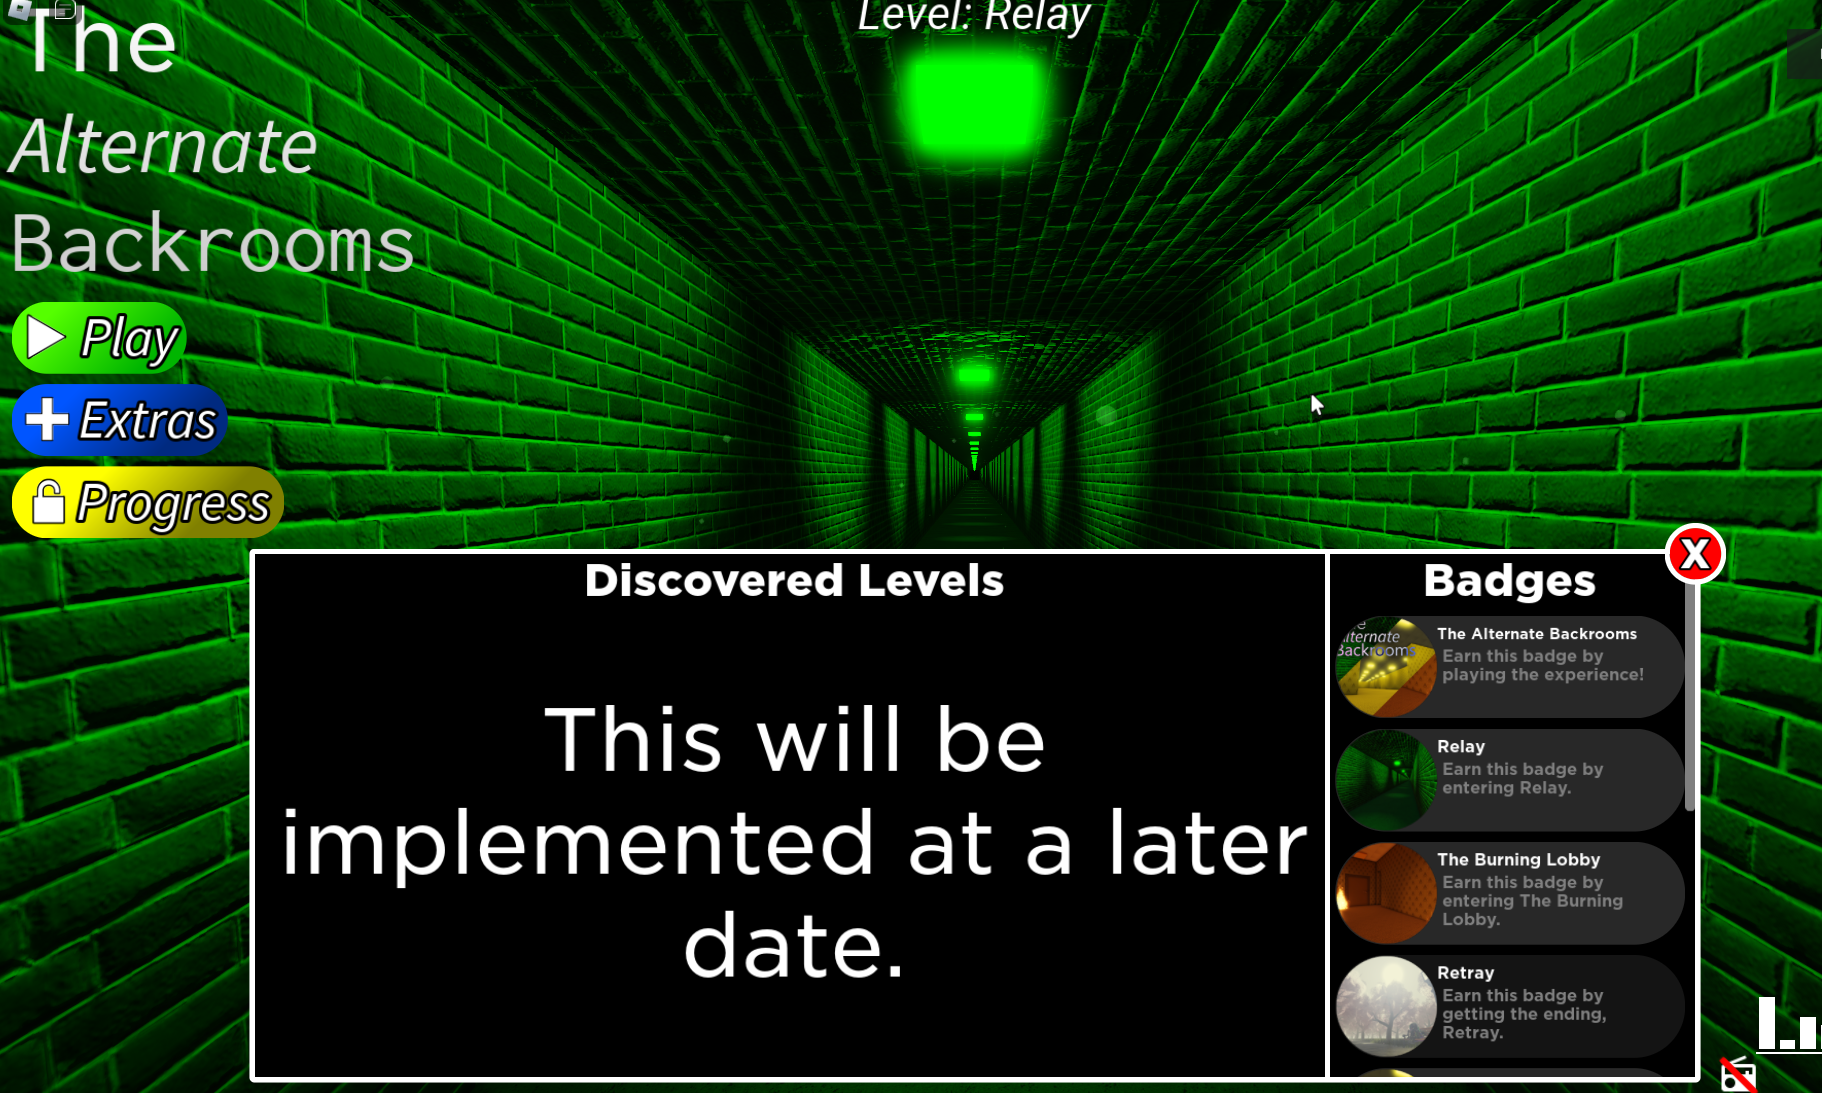 The
Alternate
Backrooms
Level: Relay
Play
Extras
Progress
Discovered Levels
This will be
implemented at a later
date.
Badges
X
Alternate
Backrooms
The Alternate Backrooms
Earn this badge by
playing the experience!
Relay
Earn this badge by
entering Relay.
The Burning Lobby
Earn this badge by
entering The Burning
Lobby.
Retray
Earn this badge by
getting the ending,
Retray.